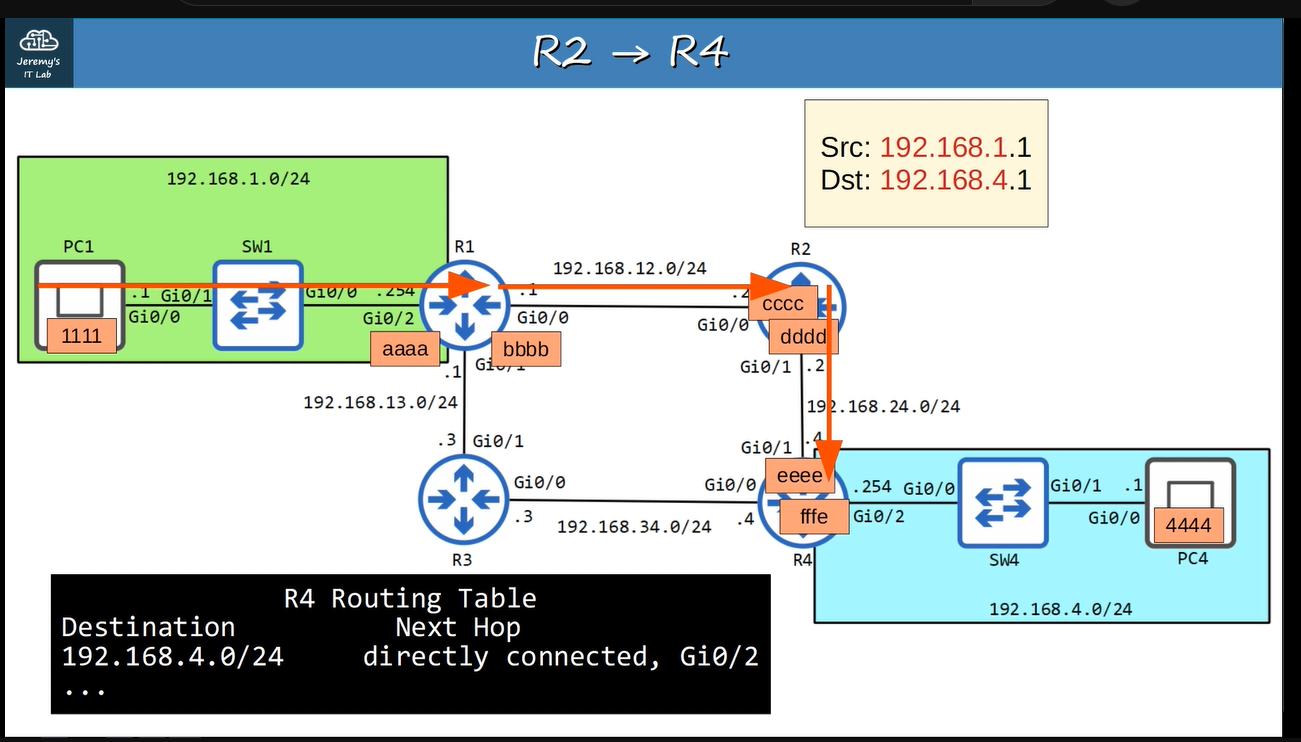 Jeremy's
IT Lab
R2 → R4
Src: 192.168.1.1
Dst: 192.168.4.1
192.168.1.0/24
PC1
SW1
R1
R2
192.168.12.0/24
.1 Gi0/1
Gi0/0 .254
.1
.2
Gi0/0
Gi0/2
Gi0/0
Gi0/0
cccc
dddd
1111
aaaa
bbbb
.1
Gi0/1
Gi0/1 .2
192.168.13.0/24
192.168.24.0/24
.3 Gi0/1
Gi0/1 .4
Gi0/0
Gi0/0
eeee
.254 Gi0/0
Gi0/1 .1
.3
192.168.34.0/24
.4
fffe
Gi0/2
Gi0/0
4444
R3
R4
SW4
PC4
192.168.4.0/24
R4 Routing Table
Destination Next Hop
192.168.4.0/24 directly connected, Gi0/2
...